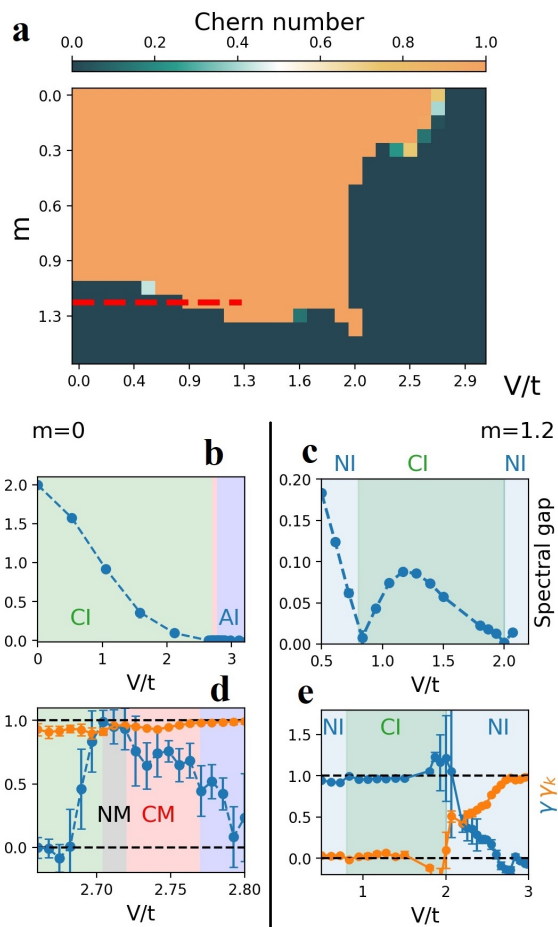 a
Chern number
0.0 0.2 0.4 0.6 0.8 1.0
m
0.0
0.3
0.6
0.9
1.3
0.0 0.4 0.9 1.3 1.6 2.0 2.5 2.9
V/t
m=0
b
2.0
1.5
1.0
0.5
0.0
CI
AI
0 1 2 3
V/t
m=1.2
c
NI CI NI
0.20
0.15
0.10
0.05
0.00
Spectral gap
0.5 1.0 1.5 2.0
V/t
d
1.0
0.5
0.0
NM CM
2.70 2.75 2.80
V/t
e
NI CI NI
1.5
1.0
0.5
0.0
γ γk
1 2 3
V/t